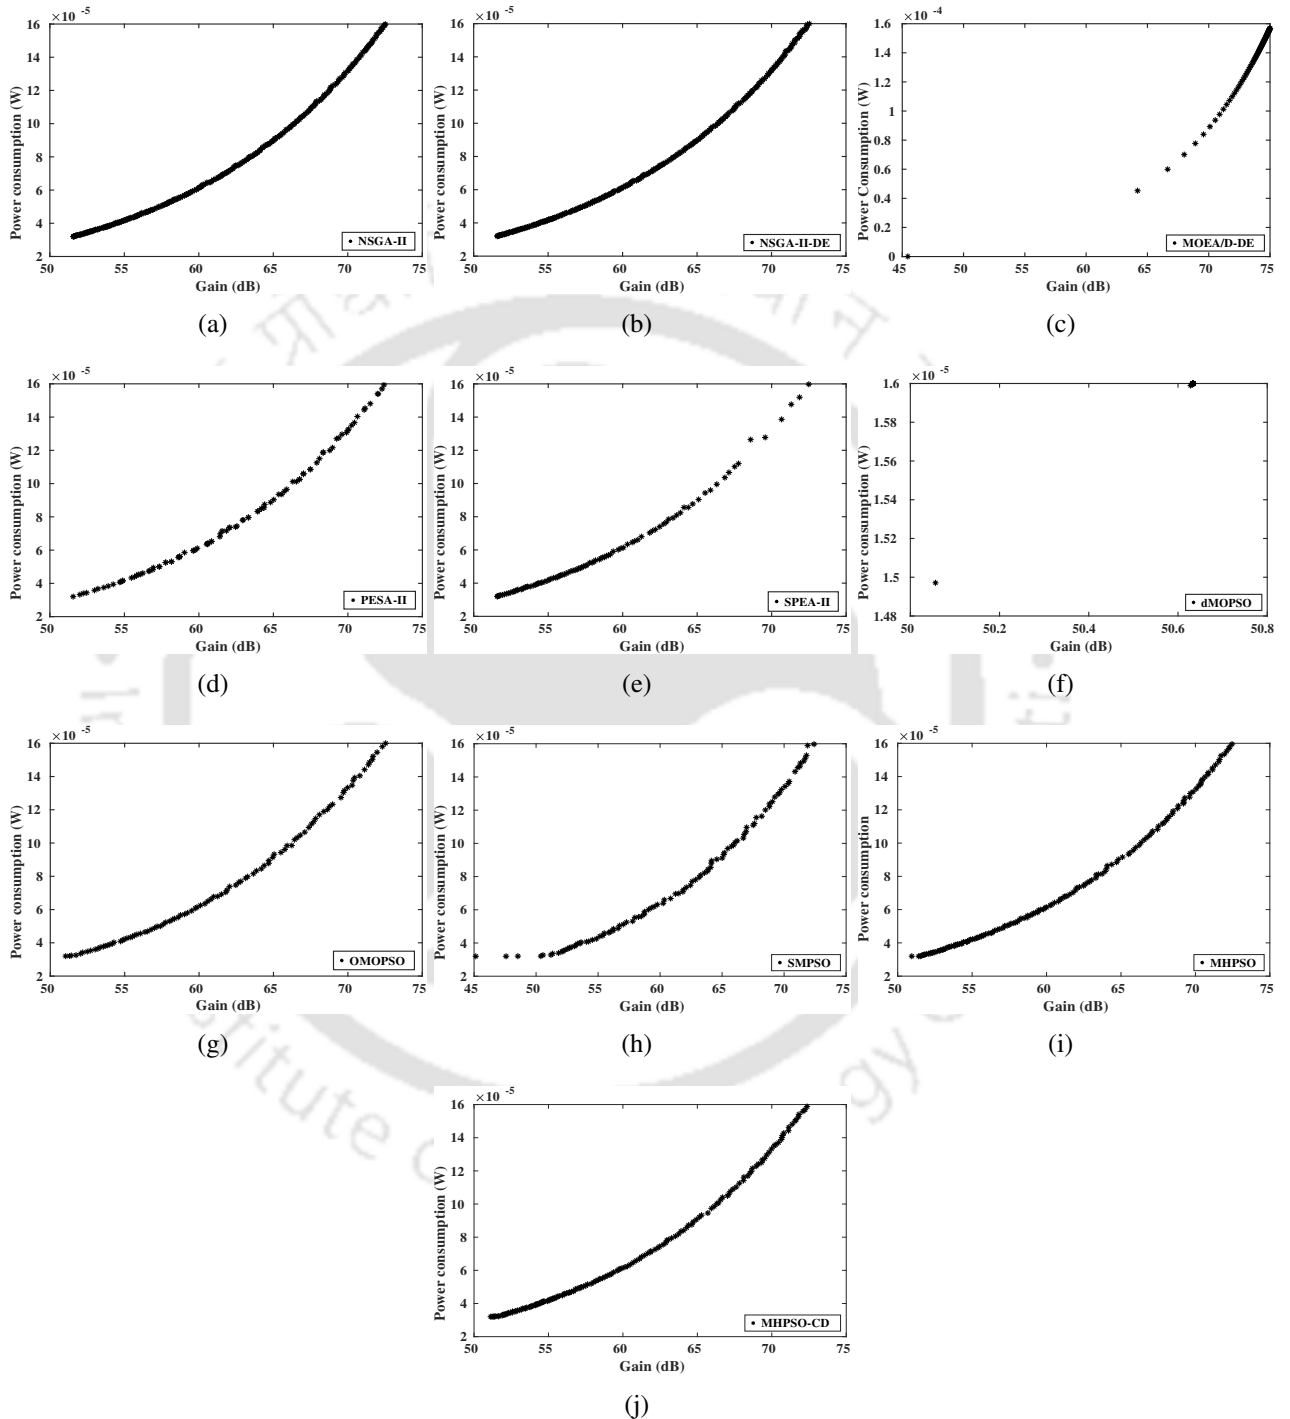 ×10 -5
16
14
12
10
8
6
4
2
50 55 60 65 70 75
Power consumption (W)
Gain (dB)
NSGA-II
(a)
×10 -5
16
14
12
10
8
6
4
2
50 55 60 65 70 75
Power consumption (W)
Gain (dB)
NSGA-II-DE
(b)
×10 -4
1.6
1.4
1.2
1
0.8
0.6
0.4
0.2
0
45 50 55 60 65 70 75
Power Consumption (W)
Gain (dB)
MOEA/D-DE
(c)
×10 -5
16
14
12
10
8
6
4
2
50 55 60 65 70 75
Power consumption (W)
Gain (dB)
PESA-II
(d)
×10 -5
16
14
12
10
8
6
4
2
50 55 60 65 70 75
Power consumption (W)
Gain (dB)
SPEA-II
(e)
×10 -5
1.6
1.58
1.56
1.54
1.52
1.5
1.48
50 50.2 50.4 50.6 50.8
Power consumption (W)
Gain (dB)
dMOPSO
(f)
×10 -5
16
14
12
10
8
6
4
2
50 55 60 65 70 75
Power consumption (W)
Gain (dB)
OMOPSO
(g)
×10 -5
16
14
12
10
8
6
4
2
45 50 55 60 65 70 75
Power consumption (W)
Gain (dB)
SMPSO
(h)
×10 -5
16
14
12
10
8
6
4
2
50 55 60 65 70 75
Power consumption
Gain (dB)
MHPSO
(i)
×10 -5
16
14
12
10
8
6
4
2
50 55 60 65 70 75
Power consumption (W)
Gain (dB)
MHPSO-CD
(j)